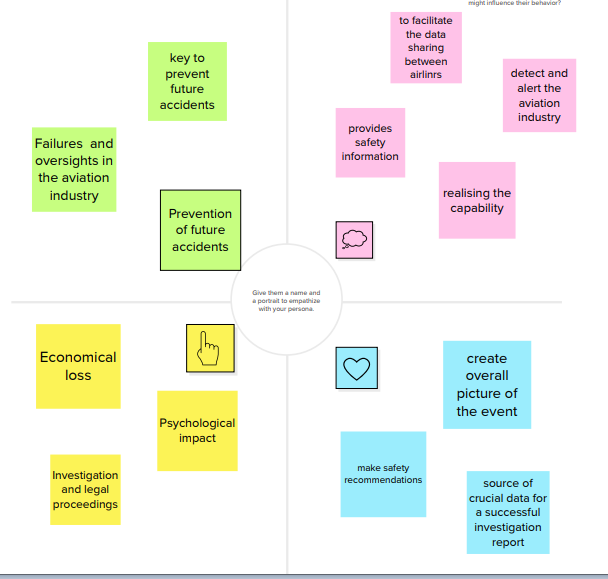 might influence their behavior?
to facilitate
the data
sharing
between
airlinrs
key to
prevent
future
accidents
detect and
alert the
aviation
industry
provides
safety
information
Failures and
oversights in
the aviation
industry
realising the
capability
Prevention
of future
accidents
Give them a name and
a portrait to empathize
with your persona.
Economical
loss
create
overall
picture of
the event
Psychological
impact
make safety
recommendations
Investigation
and legal
proceedings
source of
crucial data for
a successful
investigation
report